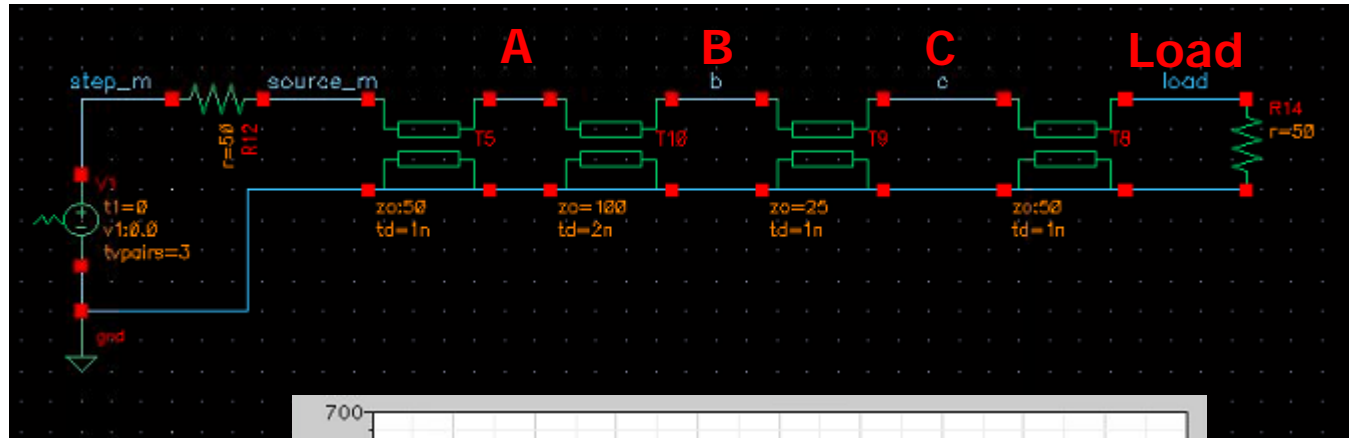 A
B
C
Load
step_m
source_m
b
c
load
r=50
R12
T5
T10
T9
T8
R14
r=50
t1=0
v1:0.0
tvpairs=3
zo:50
td=1n
zo=100
td=2n
zo=25
td=1n
zo:50
td=1n
gnd
700